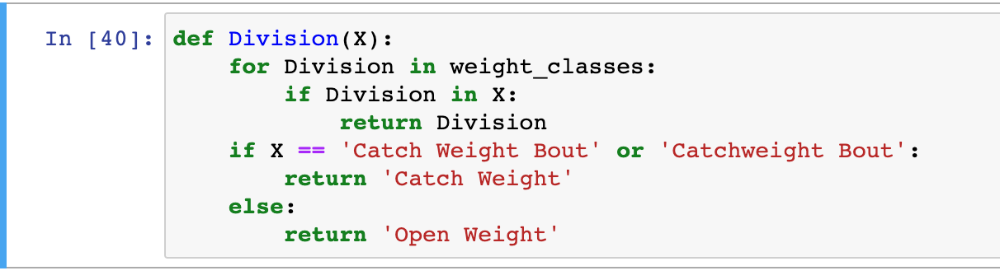 In [40]: def Division(X):
    for Division in weight_classes:
        if Division in X:
            return Division
    if X == 'Catch Weight Bout' or 'Catchweight Bout':
        return 'Catch Weight'
    else:
        return 'Open Weight'